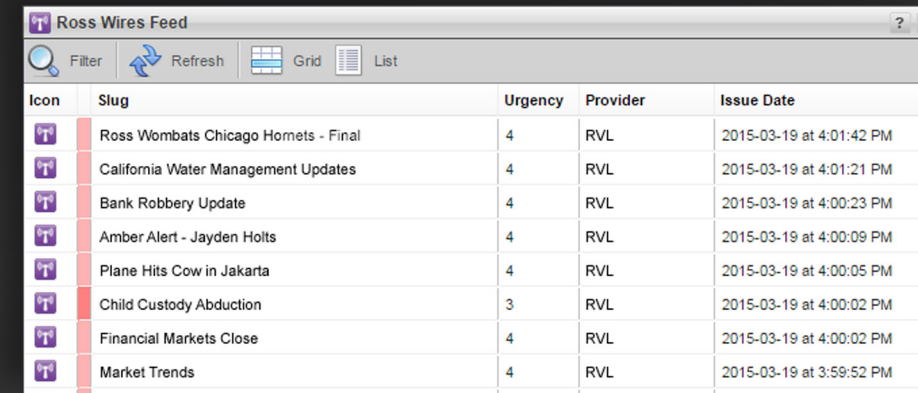 Ross Wires Feed ?
Filter Refresh Grid List
Icon Slug Urgency Provider Issue Date
Ross Wombats Chicago Hornets - Final 4 RVL 2015-03-19 at 4:01:42 PM
California Water Management Updates 4 RVL 2015-03-19 at 4:01:21 PM
Bank Robbery Update 4 RVL 2015-03-19 at 4:00:23 PM
Amber Alert - Jayden Holts 4 RVL 2015-03-19 at 4:00:09 PM
Plane Hits Cow in Jakarta 4 RVL 2015-03-19 at 4:00:05 PM
Child Custody Abduction 3 RVL 2015-03-19 at 4:00:02 PM
Financial Markets Close 4 RVL 2015-03-19 at 4:00:02 PM
Market Trends 4 RVL 2015-03-19 at 3:59:52 PM